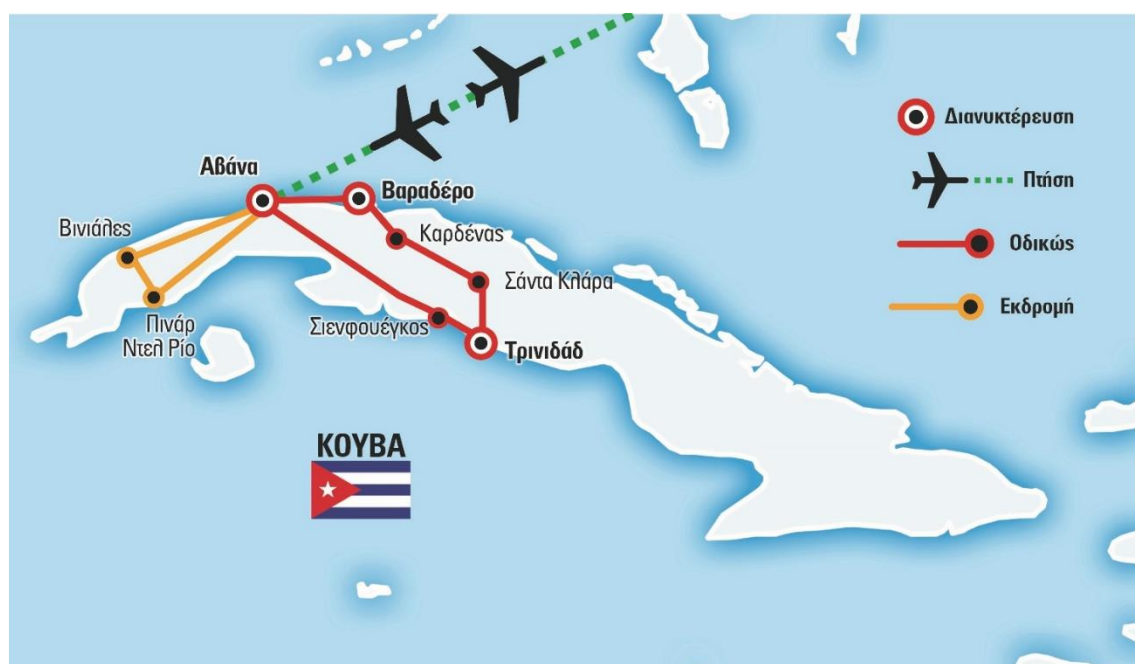 Διανυκτέρευση
Πτήση
Οδικώς
Εκδρομή
Αβάνα
Βαραδέρο
Βινιάλες
Καρδένας
Σάντα Κλάρα
Πινάρ
Ντελ Ρίο
Σιενφουέγκος
Τρινιδάδ
ΚΟΥΒΑ